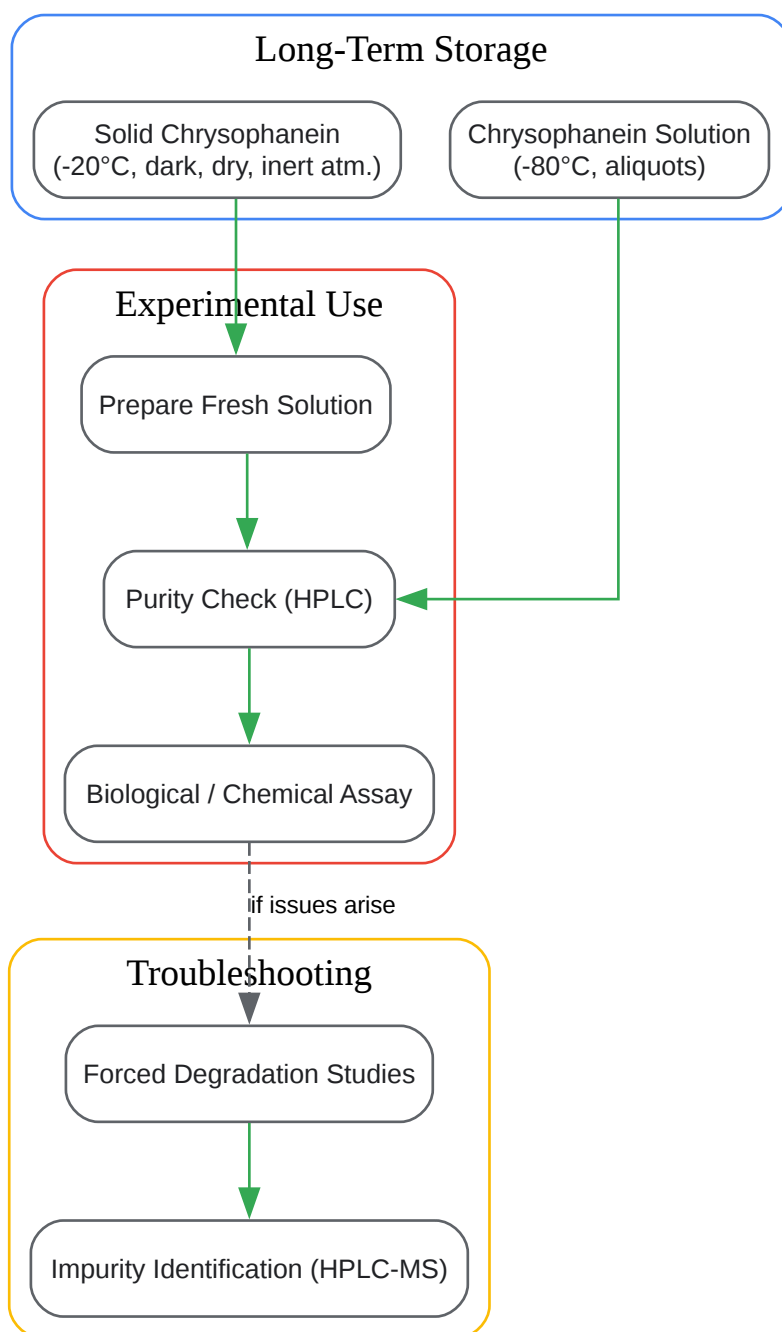 Long-Term Storage
Solid Chrysophanein
(-20°C, dark, dry, inert atm.)
Chrysophanein Solution
(-80°C, aliquots)
Experimental Use
Prepare Fresh Solution
Purity Check (HPLC)
Biological / Chemical Assay
if issues arise
Troubleshooting
Forced Degradation Studies
Impurity Identification (HPLC-MS)